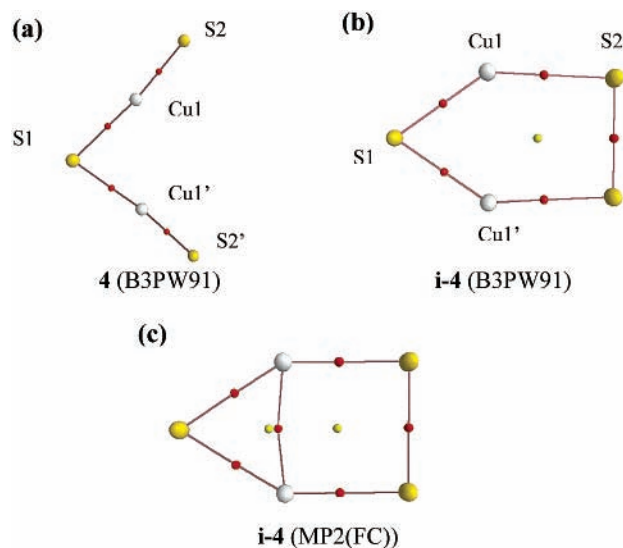 (a)
S2
Cu1
S1
Cu1'
S2'
4 (B3PW91)
(b)
Cu1
S2
S1
Cu1'
i-4 (B3PW91)
(c)
i-4 (MP2(FC))